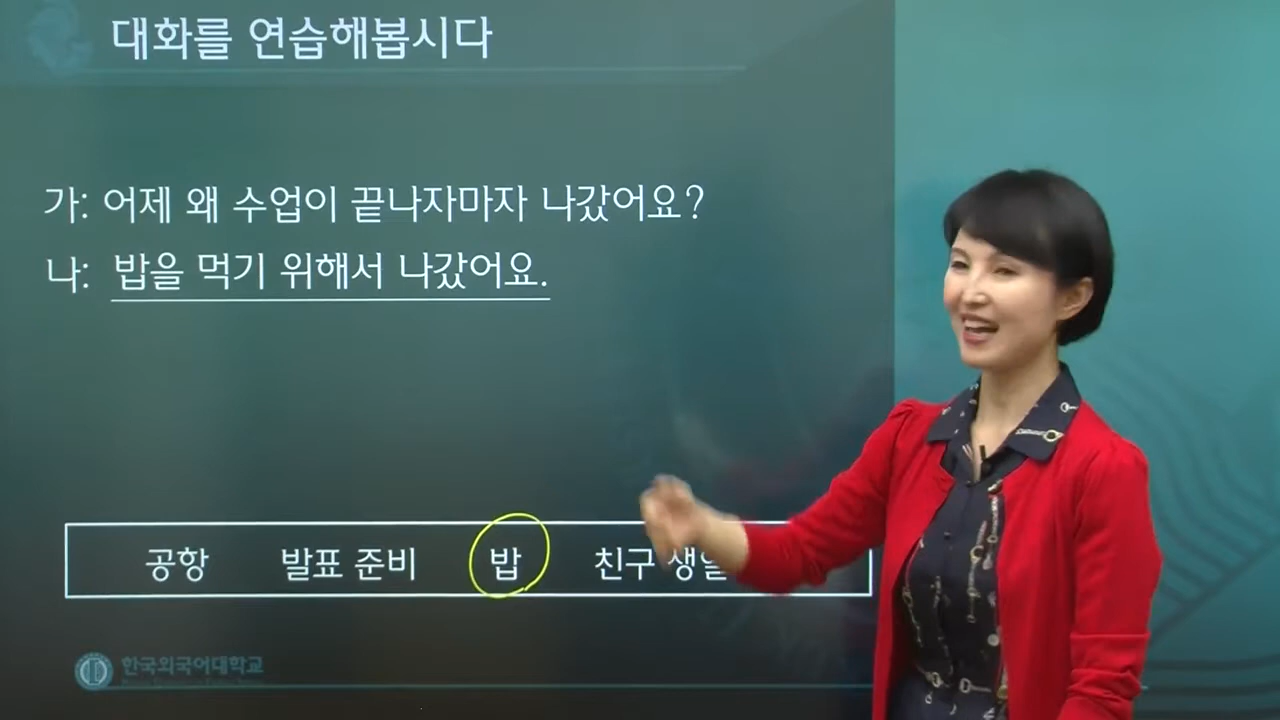 대화를 연습해봅시다
가: 어제 왜 수업이 끝나자마자 나갔어요?
나: 밥을 먹기 위해서 나갔어요.
공항 발표 준비 밥 친구 생일
한국외국어대학교